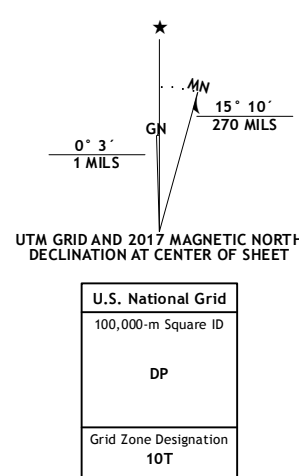 MN
GN
15° 10´
270 MILS
0° 3´
1 MILS
UTM GRID AND 2017 MAGNETIC NORTH
DECLINATION AT CENTER OF SHEET
U.S. National Grid
100,000-m Square ID
DP
Grid Zone Designation
10T